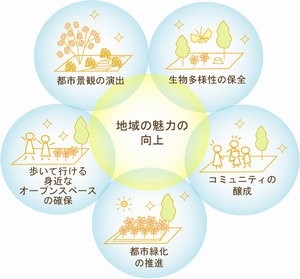 都市景観の演出
生物多様性の保全
地域の魅力の
向上
歩いて行ける
身近な
オープンスペース
の確保
コミュニティの
醸成
都市緑化
の推進